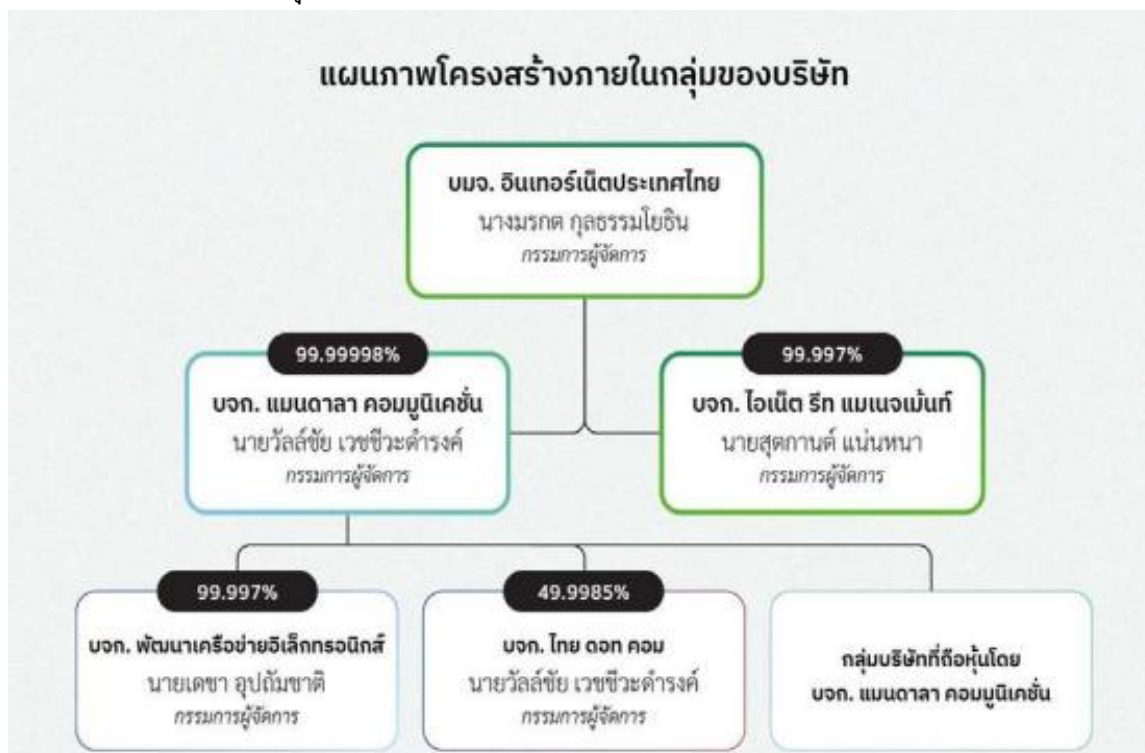 แผนภาพโครงสร้างภายในกลุ่มของบริษัท
บมจ. อินเทอร์เน็ตประเทศไทย
นางมรกต กุลธรรมโยธิน
กรรมการผู้จัดการ
99.99998%
บจก. แมนดาลา คอมมูนิเคชั่น
นายวัลล์ชัย เวชชีวะดำรงค์
กรรมการผู้จัดการ
99.997%
บจก. ไอเน็ต รีท แมเนจเม้นท์
นายสุตกานต์ แน่นหนา
กรรมการผู้จัดการ
99.997%
บจก. พัฒนาเครือข่ายอิเล็กทรอนิกส์
นายเดชา อุปถัมชาติ
กรรมการผู้จัดการ
49.9985%
บจก. ไทย ดอท คอม
นายวัลล์ชัย เวชชีวะดำรงค์
กรรมการผู้จัดการ
กลุ่มบริษัทที่ถือหุ้นโดย
บจก. แมนดาลา คอมมูนิเคชั่น